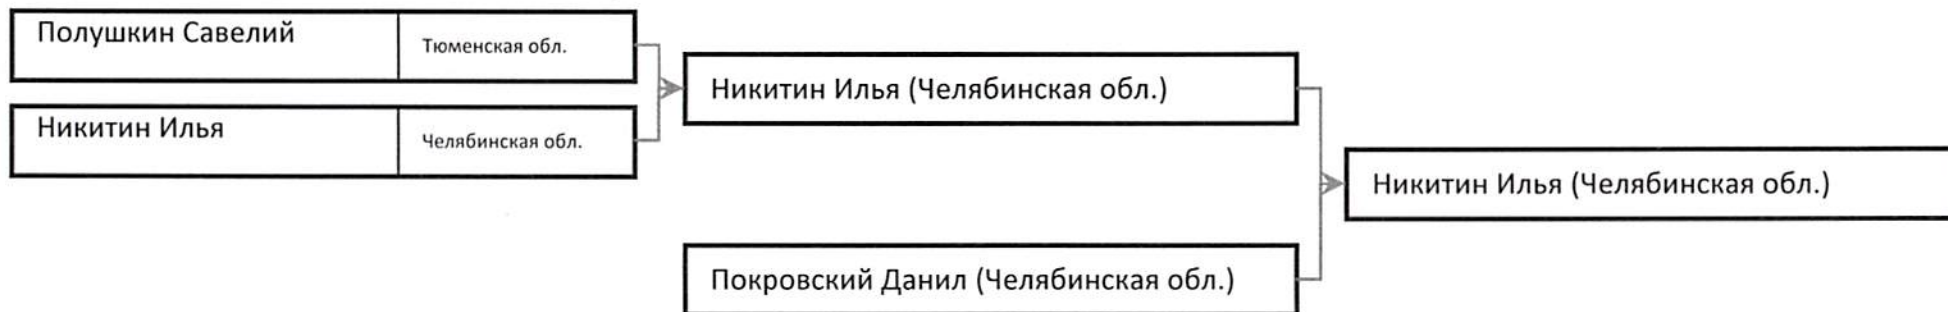 Полушкин Савелий Тюменская обл.
Никитин Илья Челябинская обл.
Никитин Илья (Челябинская обл.)
Покровский Данил (Челябинская обл.)
Никитин Илья (Челябинская обл.)